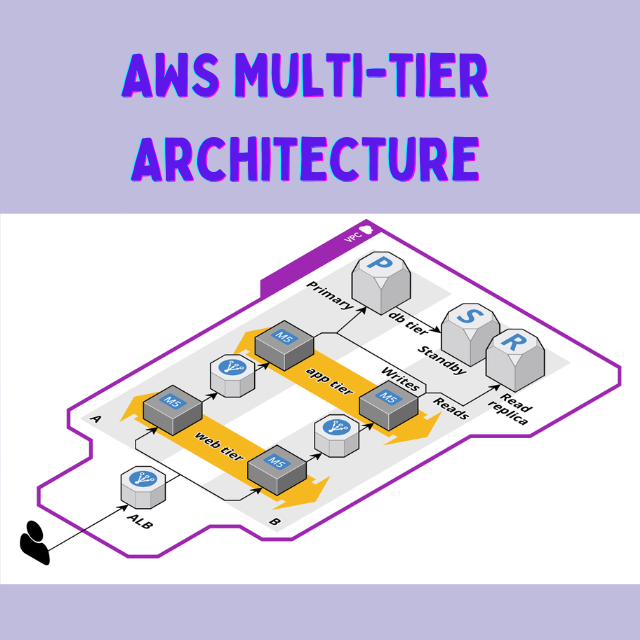 AWS MULTI-TIER
ARCHITECTURE
VPC
P
Primary
db tier
S
Standby
R
Read
replica
M5
app tier
Writes
M5
Reads
A
M5
web tier
M5
B
ALB